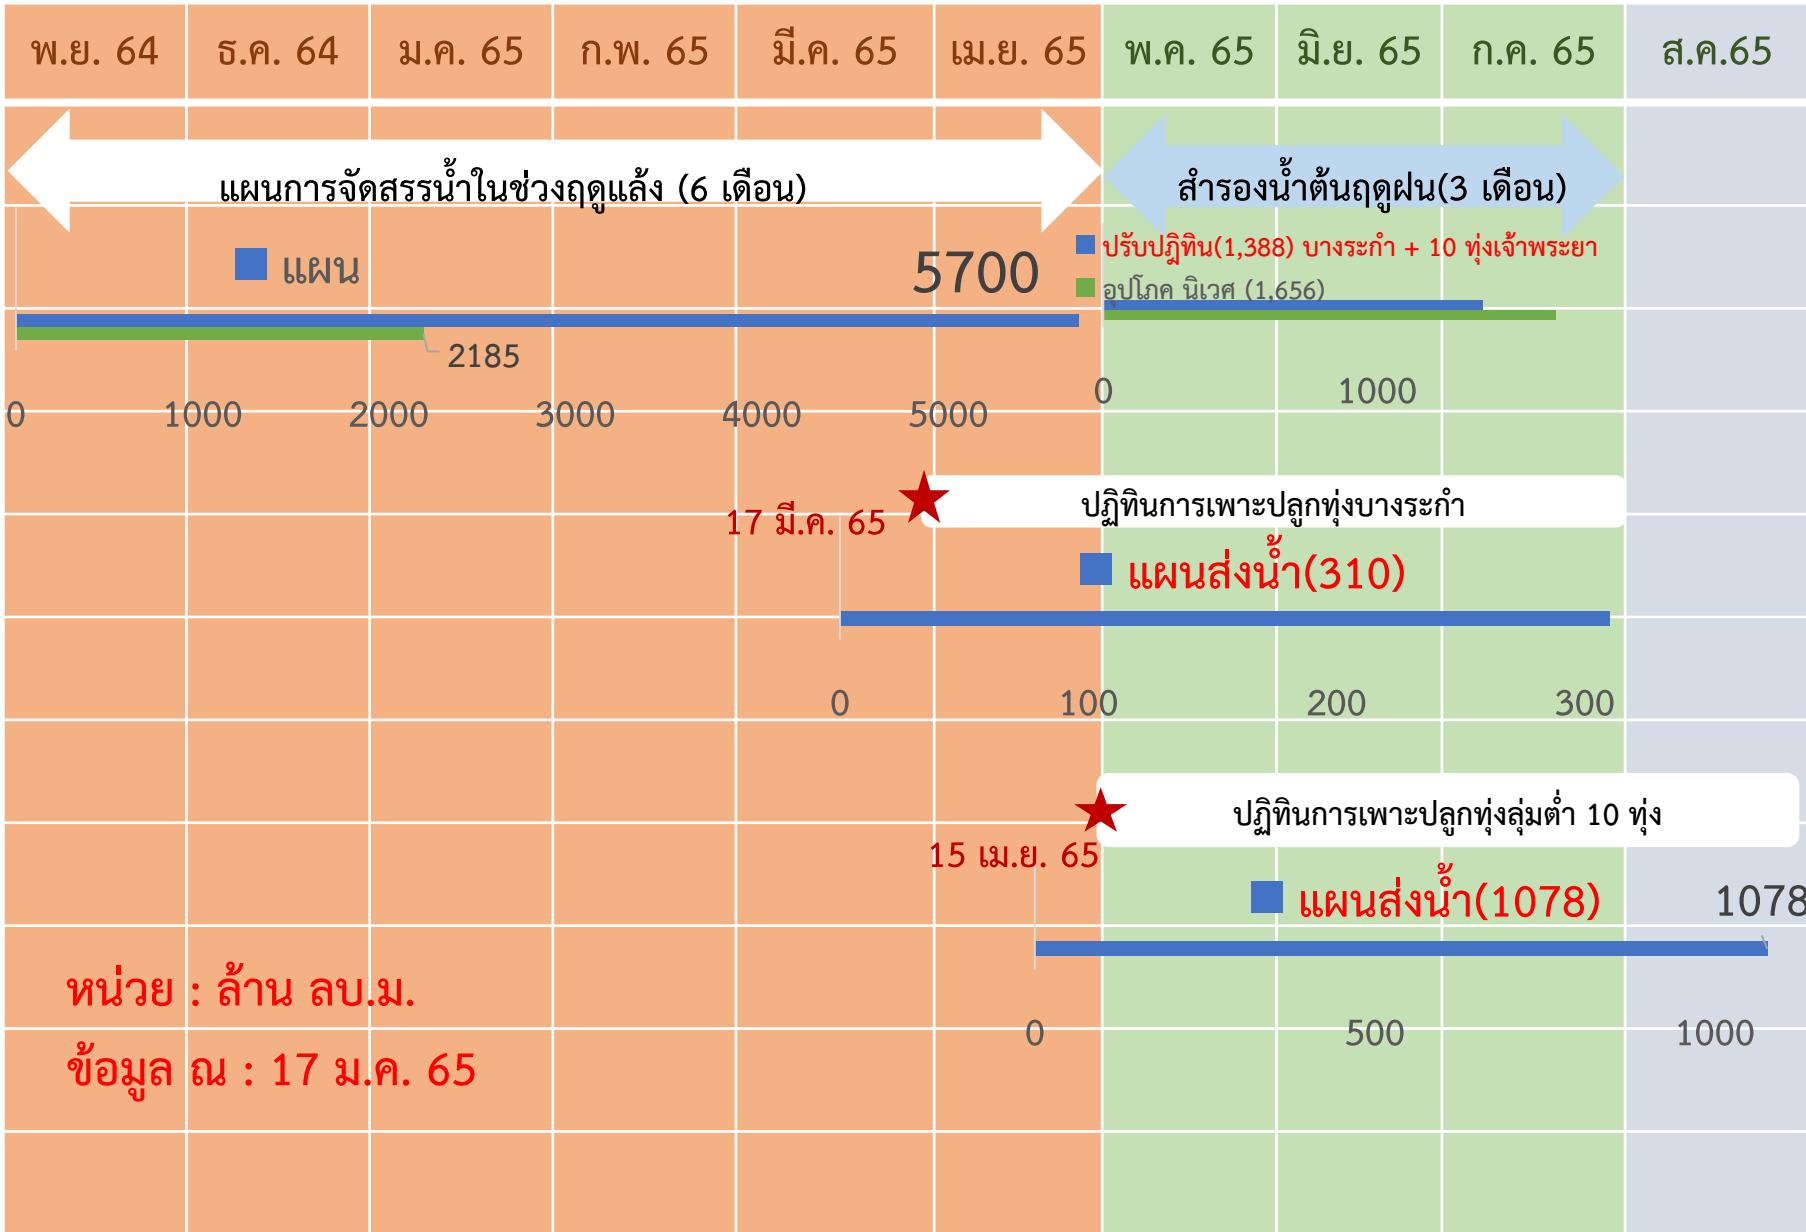 พ.ย. 64 ธ.ค. 64 ม.ค. 65 ก.พ. 65 มี.ค. 65 เม.ย. 65 พ.ค. 65 มิ.ย. 65 ก.ค. 65 ส.ค.65
แผนการจัดสรรน้ำในช่วงฤดูแล้ง (6 เดือน) สำรองน้ำต้นฤดูฝน(3 เดือน)
แผน 5700
ปรับปฎิทิน(1,388) บางระกำ + 10 ทุ่งเจ้าพระยา
อุปโภค นิเวศ (1,656)
2185
0 1000 2000 3000 4000 5000
0 1000
ปฏิทินการเพาะปลูกทุ่งบางระกำ
17 มี.ค. 65
แผนส่งน้ำ(310)
0 100 200 300
ปฏิทินการเพาะปลูกทุ่งลุ่มต่ำ 10 ทุ่ง
15 เม.ย. 65
แผนส่งน้ำ(1078) 1078
0 500 1000
หน่วย : ล้าน ลบ.ม.
ข้อมูล ณ : 17 ม.ค. 65